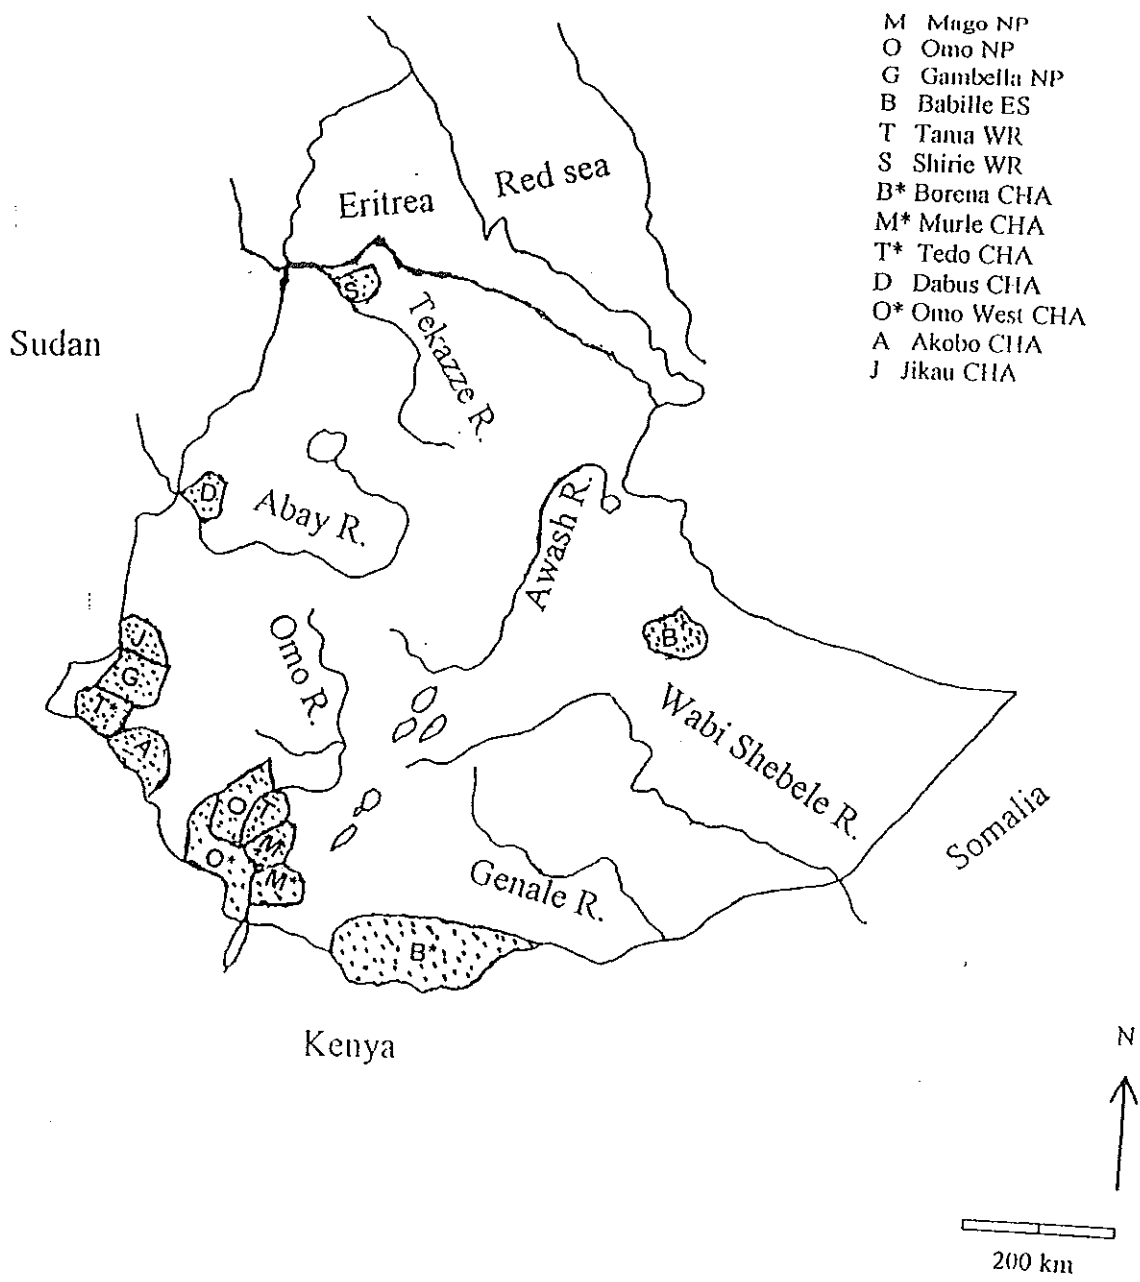 M Mago NP
O Omo NP
G Gambella NP
B Babille ES
T Tama WR
S Shirie WR
B* Borena CHA
M* Murle CHA
T* Tedo CHA
D Dabus CHA
O* Omo West CHA
A Akobo CHA
J Jikau CHA
Red sea
Eritrea
S
Tekazze R.
Sudan
D
Abay R.
Awash R.
J
G
T*
A
Omo R.
B
Wabi Shebele R.
Somalia
O
T
M
O*
M*
Genale R.
B*
Kenya
N
200 km